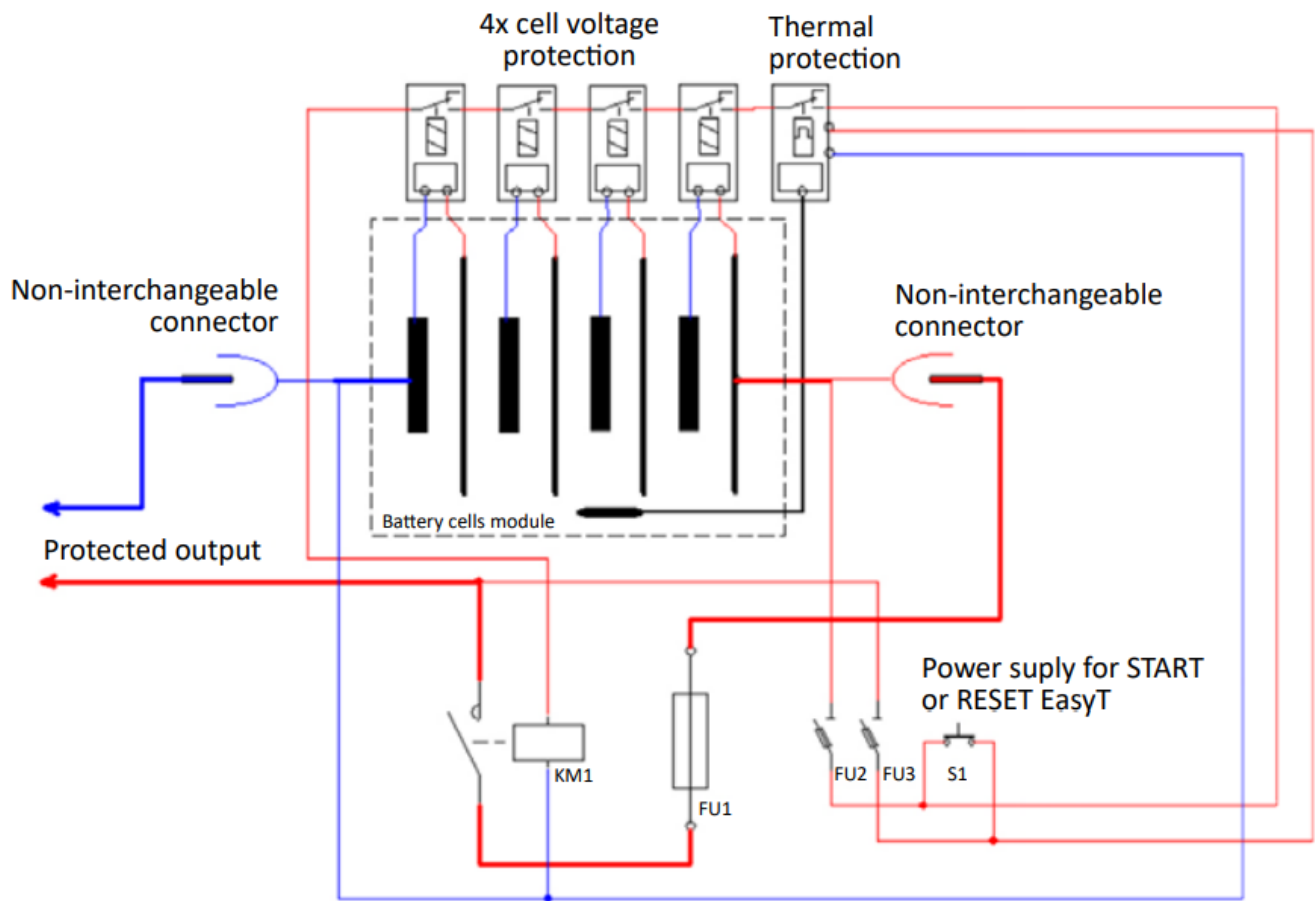 4x cell voltage
protection
Thermal
protection
Non-interchangeable
connector
Non-interchangeable
connector
Battery cells module
Protected output
Power suply for START
or RESET EasyT
KM1
FU1
FU2
FU3
S1